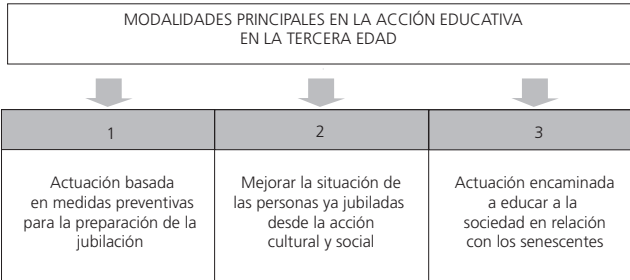 MODALIDADES PRINCIPALES EN LA ACCIÓN EDUCATIVA
EN LA TERCERA EDAD
1
2
3
Actuación basada
en medidas preventivas
para la preparación de la
jubilación
Mejorar la situación de
las personas ya jubiladas
desde la acción
cultural y social
Actuación encaminada
a educar a la
sociedad en relación
con los senescentes